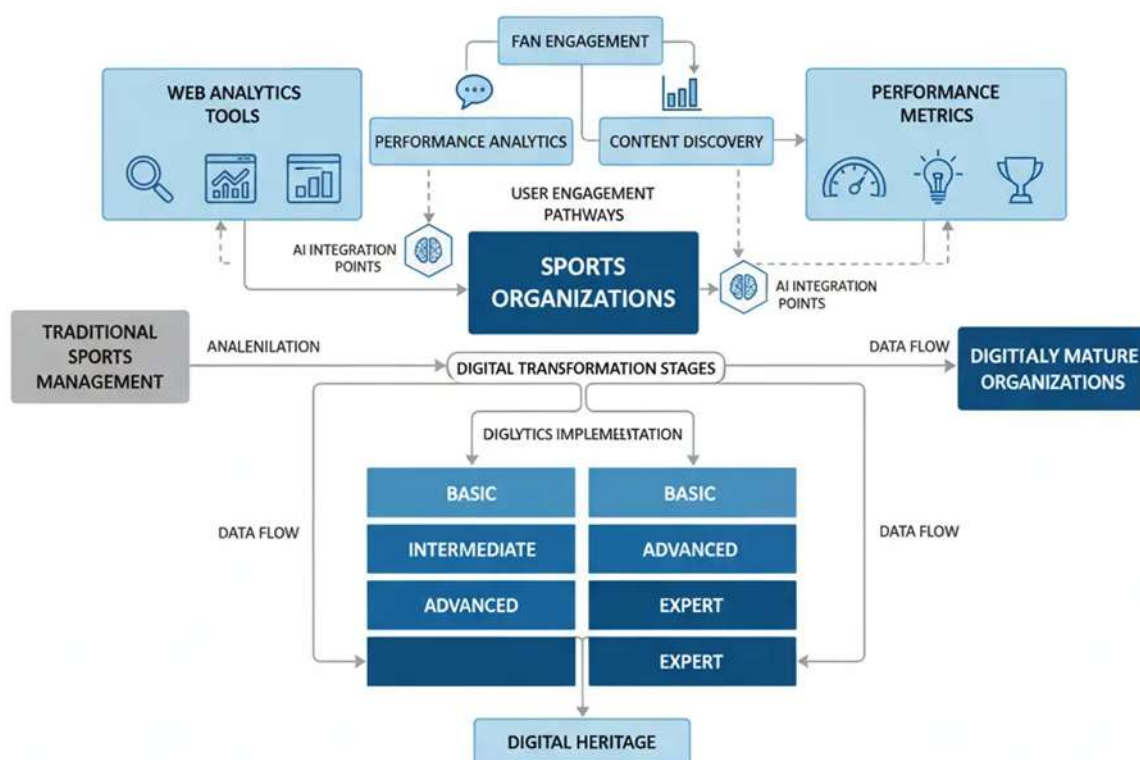 FAN ENGAGEMENT
WEB ANALYTICS
TOOLS
PERFORMANCE
METRICS
PERFORMANCE ANALYTICS
CONTENT DISCOVERY
USER ENGAGEMENT
PATHWAYS
AI INTEGRATION
POINTS
SPORTS
ORGANIZATIONS
AI INTEGRATION
POINTS
TRADITIONAL
SPORTS
MANAGEMENT
ANALENILATION
DIGITAL TRANSFORMATION STAGES
DATA FLOW
DIGITTALY MATURE
ORGANIZATIONS
DIGLYTICS IMPLEMENTATION
BASIC
BASIC
DATA FLOW
INTERMEDIATE
ADVANCED
DATA FLOW
ADVANCED
EXPERT
EXPERT
DIGITAL HERITAGE